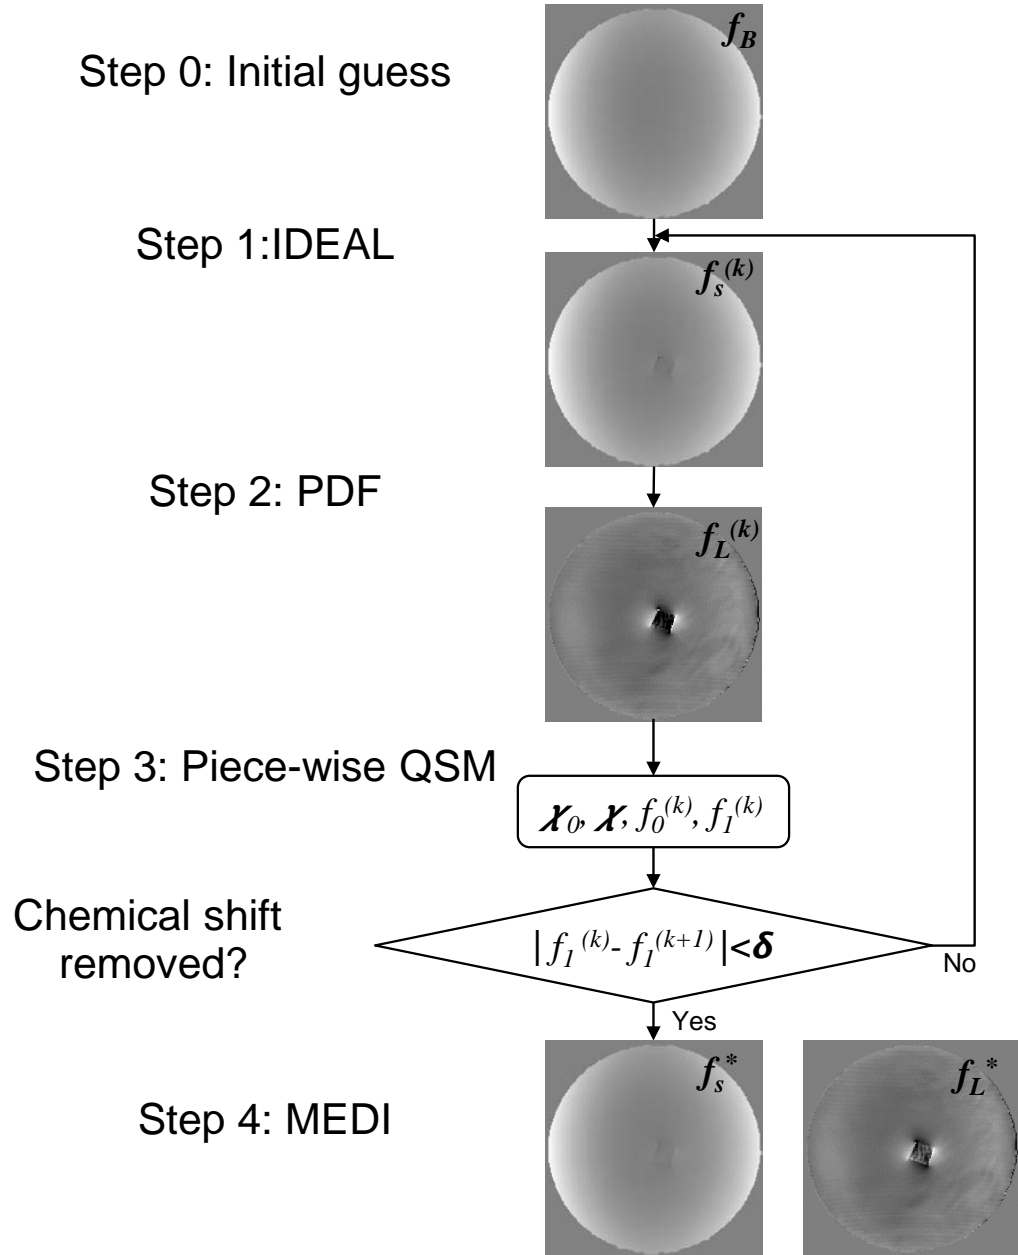 f_B
Step 0: Initial guess
Step 1:IDEAL
f_s^(k)
Step 2: PDF
f_L^(k)
Step 3: Piece-wise QSM
χ_0, χ, f_0^(k), f_1^(k)
Chemical shift
removed?
|f_1^(k)- f_1^(k+1)|<δ
No
Yes
f_s^*
f_L^*
Step 4: MEDI